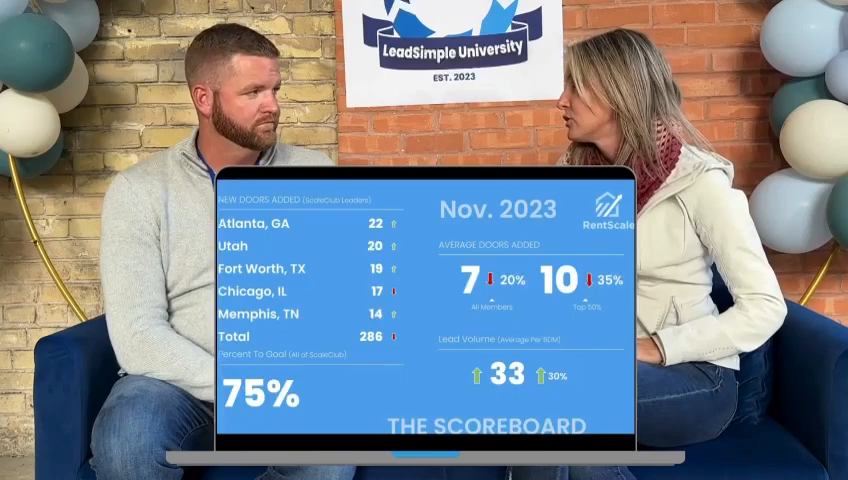 LeadSimple University
EST. 2023
NEW DOORS ADDED (ScaleClub Leaders)
Atlanta, GA 22
Utah 20
Fort Worth, TX 19
Chicago, IL 17
Memphis, TN 14
Total 286
Percent To Goal (All of ScaleClub)
75%
Nov. 2023
RentScale
AVERAGE DOORS ADDED
7 20% 10 35%
All Members Top 50%
Lead Volume (Average Per BDM)
33 30%
THE SCOREBOARD